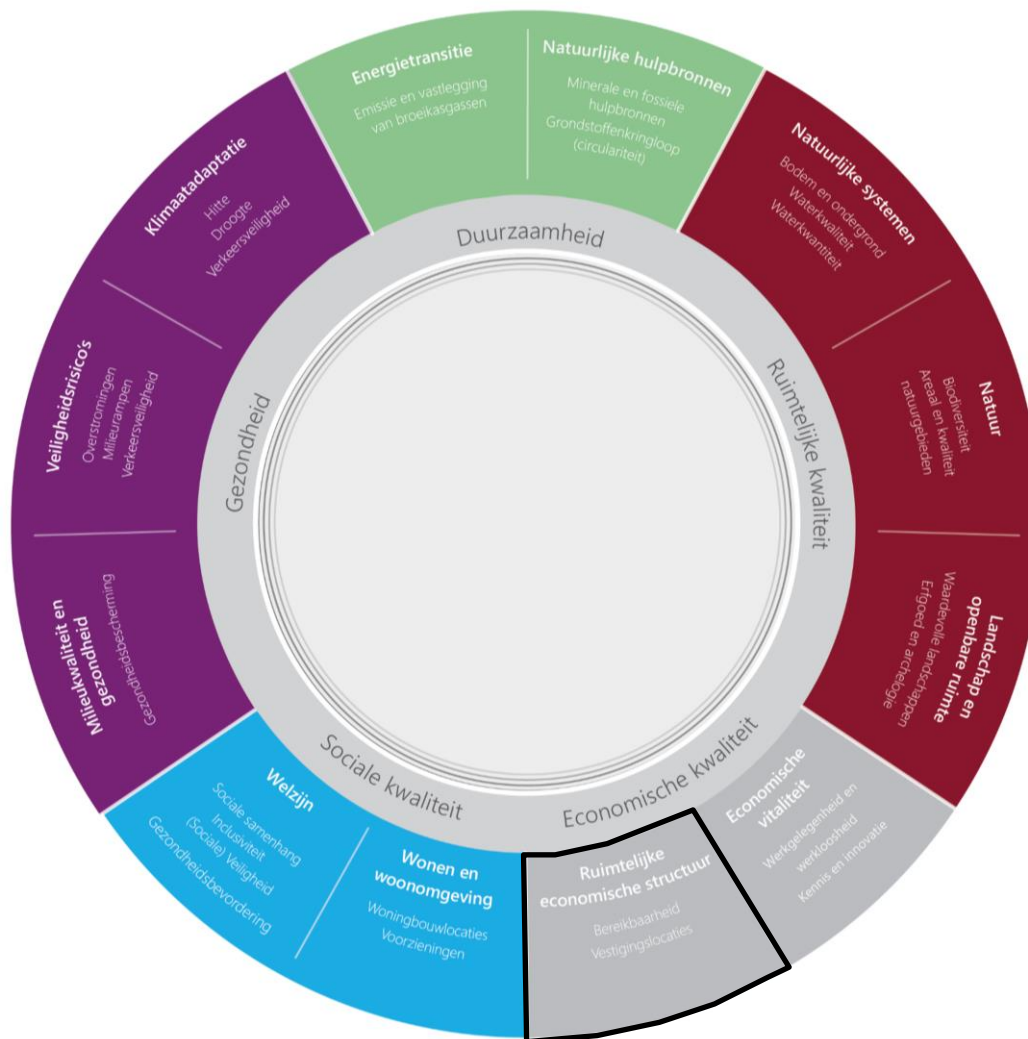 Energietransitie
Emissie en vastlegging
van broeikasgassen
Natuurlijke hulpbronnen
Minerale en fossiele
hulpbronnen
Grondstoffenkringloop
(circulariteit)
Natuurlijke systemen
Bodem en ondergrond
Waterkwaliteit
Waterkwantiteit
Natuur
Biodiversiteit
Areaal en kwaliteit
natuurgebieden
Landschap en
openbare ruimte
Waardevolle landschappen
Erfgoed en archelogie
Economische
vitaliteit
Werkgelegenheid en
werkloosheid
Kennis en innovatie
Ruimtelijke
economische structuur
Bereikbaarheid
Vestigingslocaties
Wonen en
woonomgeving
Woningbouwlocaties
Voorzieningen
Welzijn
Sociale samenhang
Inclusiviteit
(Sociale) Veiligheid
Gezondheidsbevordering
Milieukwaliteit en
gezondheid
Gezondheidsbescherming
Veiligheidsrisico's
Overstromingen
Milieurampen
Verkeersveiligheid
Klimaatadaptatie
Hitte
Droogte
Verkeersveiligheid
Duurzaamheid
Ruimtelijke kwaliteit
Economische kwaliteit
Sociale kwaliteit
Gezondheid